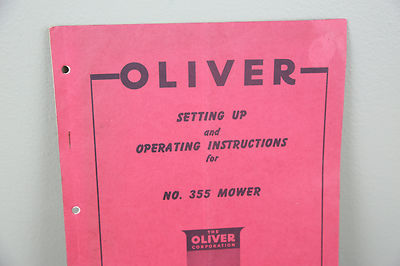 OLIVER
SETTING UP
and
OPERATING INSTRUCTIONS
for
NO. 355 MOWER
THE
OLIVER
CORPORATION